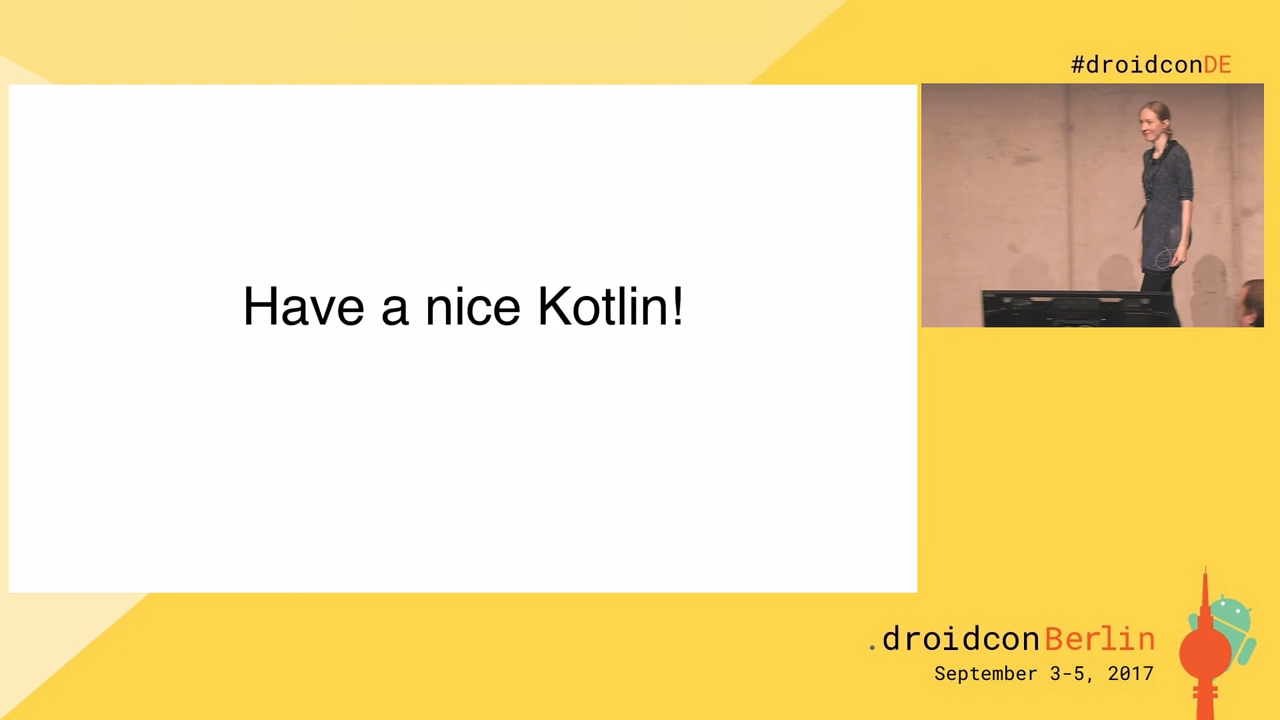 #droidconDE
Have a nice Kotlin!
.droidconBerlin
September 3-5, 2017